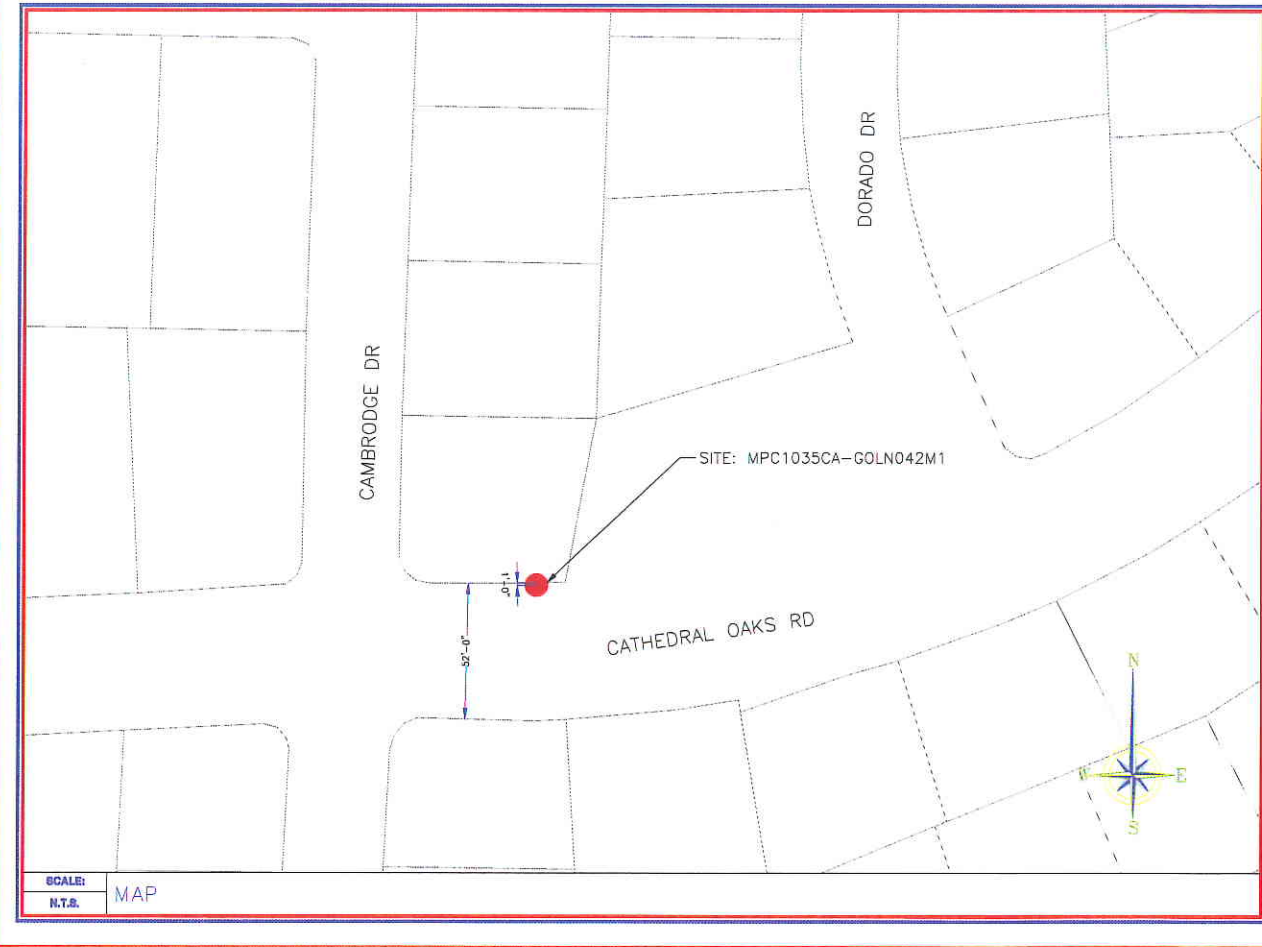 DORADO DR
CAMBRODGE DR
SITE: MPC1035CA-GOLN042M1
1'-0"
52'-0"
CATHEDRAL OAKS RD
N
W E
S
SCALE:
N.T.S.
MAP